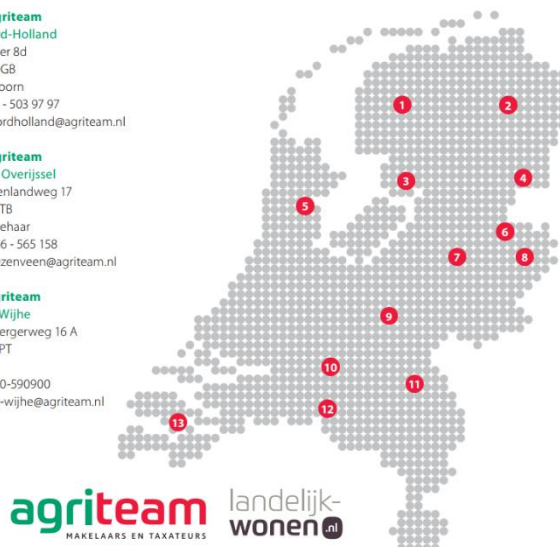 griteam
d-Holland
er 8d
GB
oorn
- 503 97 97
ordholland@agriteam.nl
griteam
Overijssel
enlandweg 17
TB
ehaar
6 - 565 158
zenveen@agriteam.nl
griteam
Wijhe
ergerweg 16 A
PT
0-590900
-wijhe@agriteam.nl
1
2
3
4
5
6
7
8
9
10
11
12
13
agriteam
MAKELAARS EN TAXATEURS
landelijk-
wonen.nl